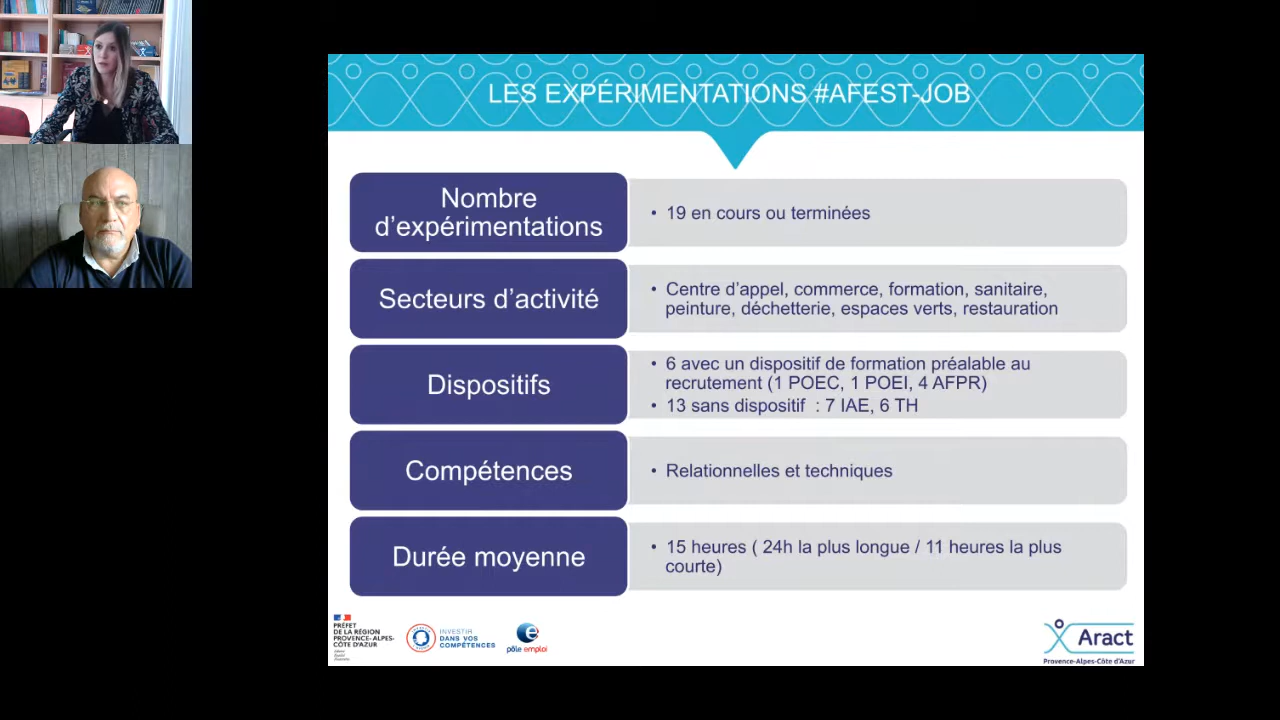 LES EXPÉRIMENTATIONS #AFEST-JOB
Nombre
d’expérimentations
• 19 en cours ou terminées
Secteurs d’activité
• Centre d’appel, commerce, formation, sanitaire,
peinture, déchetterie, espaces verts, restauration
Dispositifs
• 6 avec un dispositif de formation préalable au
recrutement (1 POEC, 1 POEI, 4 AFPR)
• 13 sans dispositif : 7 IAE, 6 TH
Compétences
• Relationnelles et techniques
Durée moyenne
• 15 heures ( 24h la plus longue / 11 heures la plus
courte)
PRÉFET
DE LA RÉGION
PROVENCE-ALPES-
CÔTE D'AZUR
INVESTIR
DANS VOS
COMPÉTENCES
pôle emploi
Aract
Provence-Alpes-Côte d'Azur